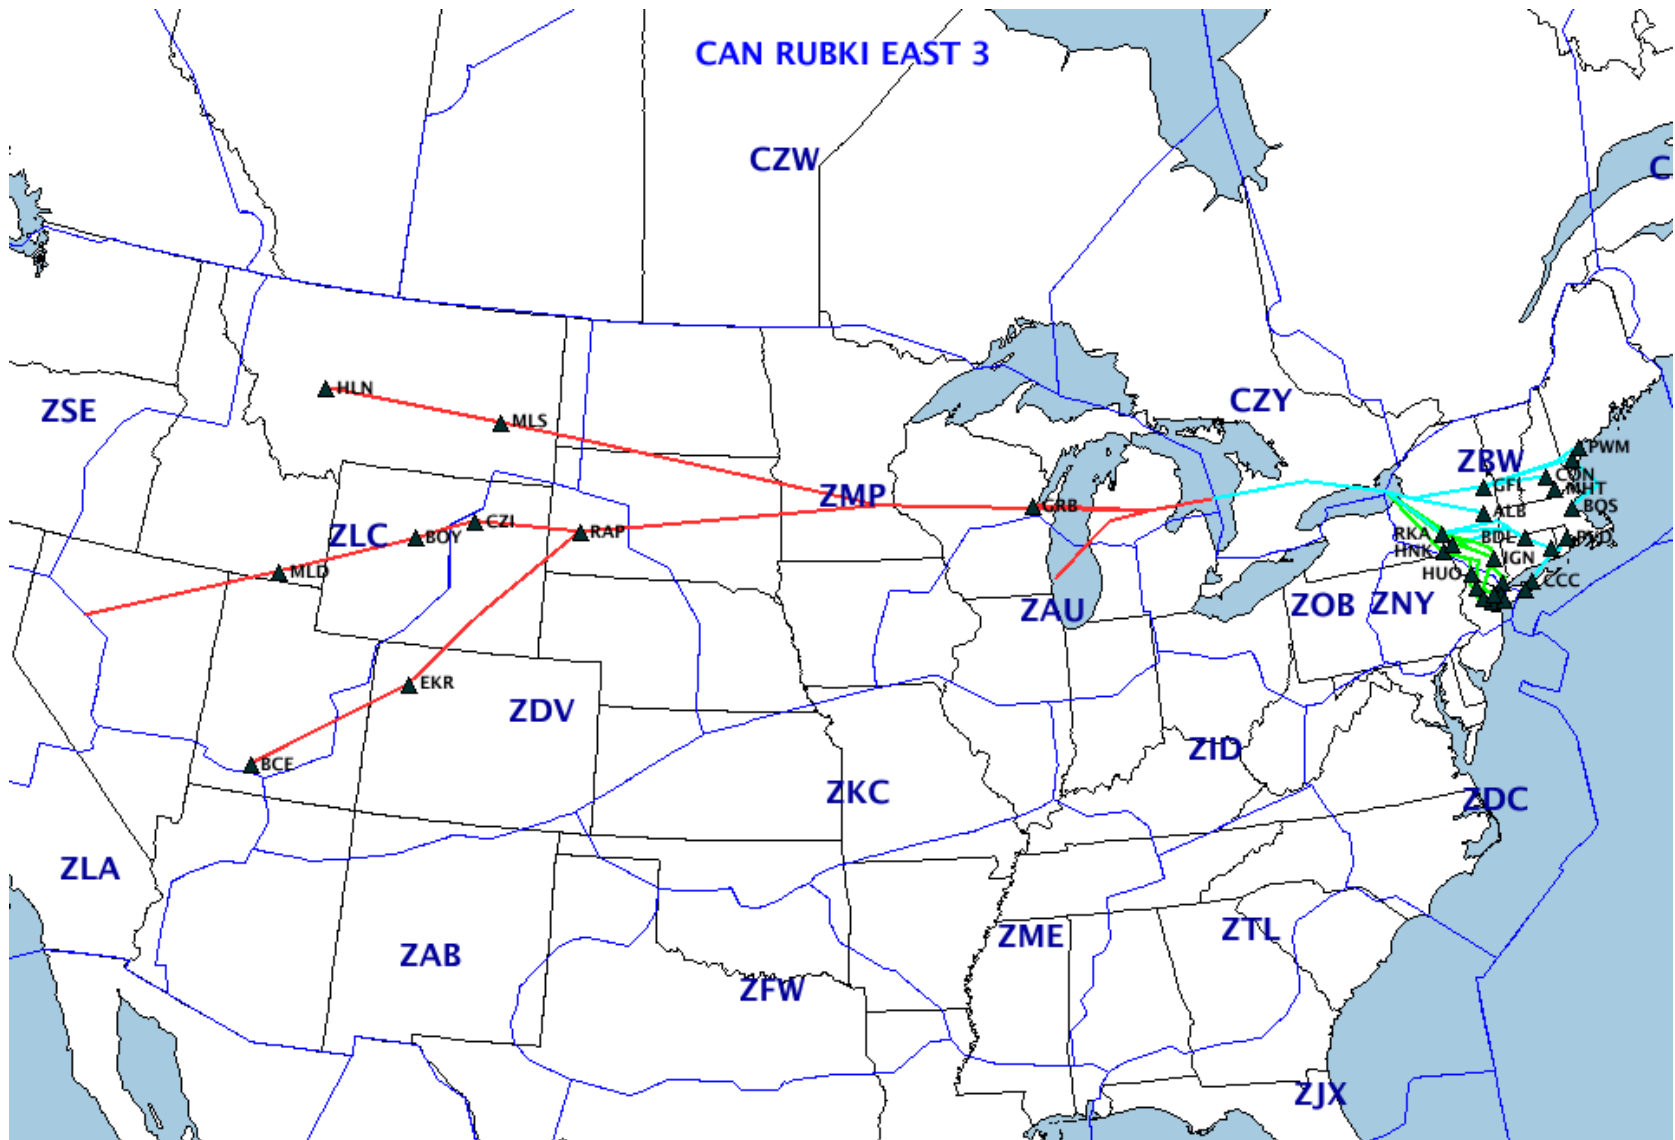 CAN RUBKI EAST 3
CZW
C
HLN
ZSE
MLS
CZY
PWM
ZBW
CON
GFL
MHT
ZMP
GRB
ALB
BOS
CZI
ZLC
BOY
RAP
RKA
BDL
PVD
HNK
IGN
MLD
HUO
CCC
ZAU
ZOB
ZNY
EKR
ZDV
ZID
BCE
ZKC
ZDC
ZLA
ZME
ZTL
ZAB
ZFW
ZJX